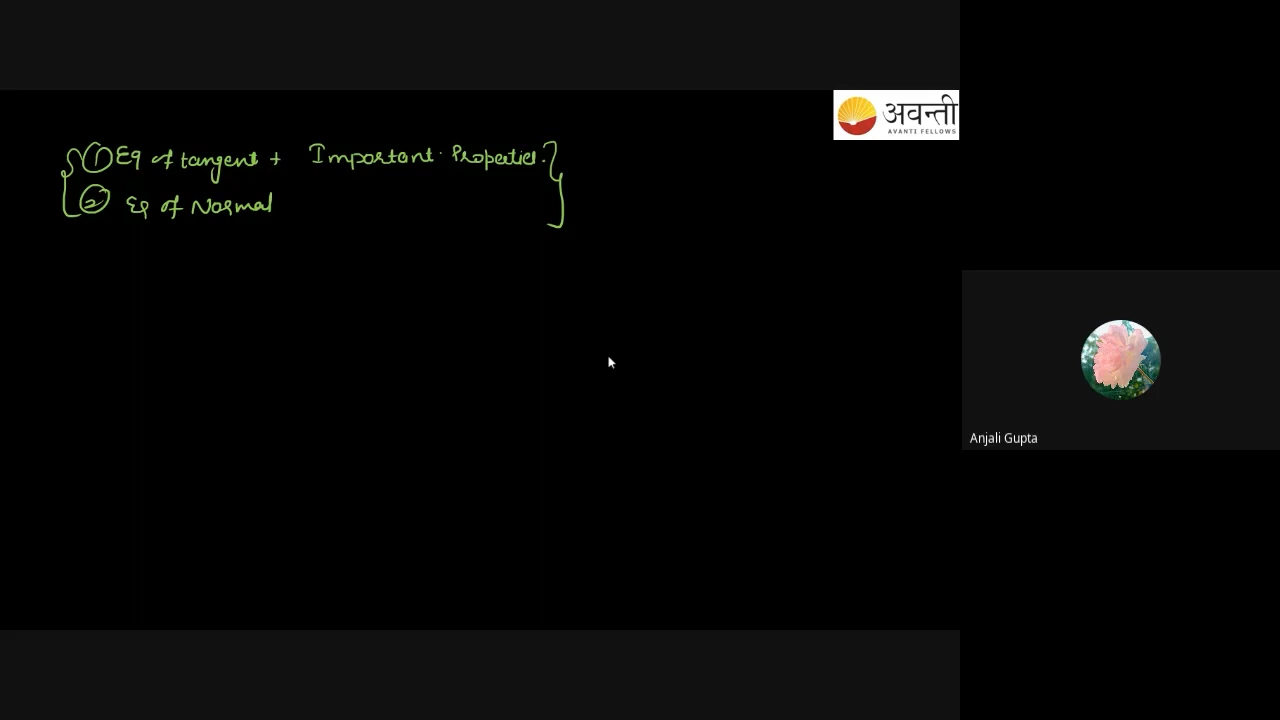 अवन्ती
AVANTI FELLOWS
① Eq of tangent + Important Properties.
② Eq of Normal
Anjali Gupta